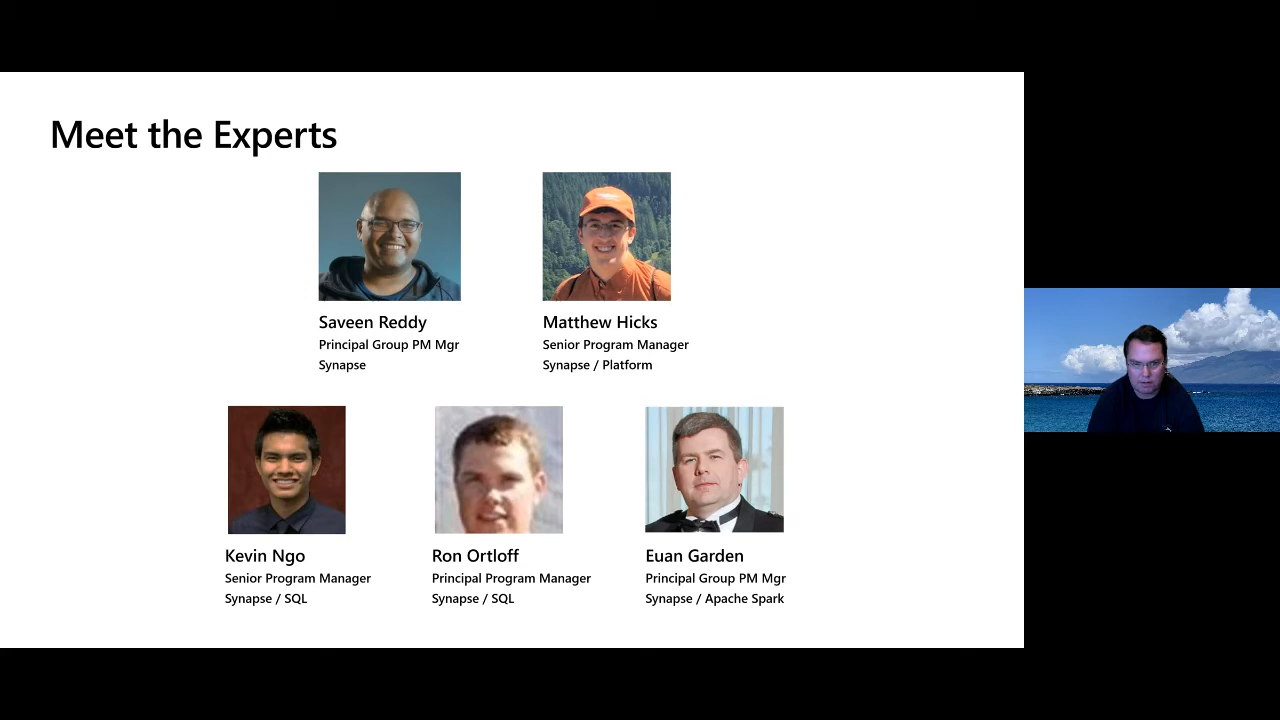 Meet the Experts
Saveen Reddy
Principal Group PM Mgr
Synapse
Matthew Hicks
Senior Program Manager
Synapse / Platform
Kevin Ngo
Senior Program Manager
Synapse / SQL
Ron Ortloff
Principal Program Manager
Synapse / SQL
Euan Garden
Principal Group PM Mgr
Synapse / Apache Spark